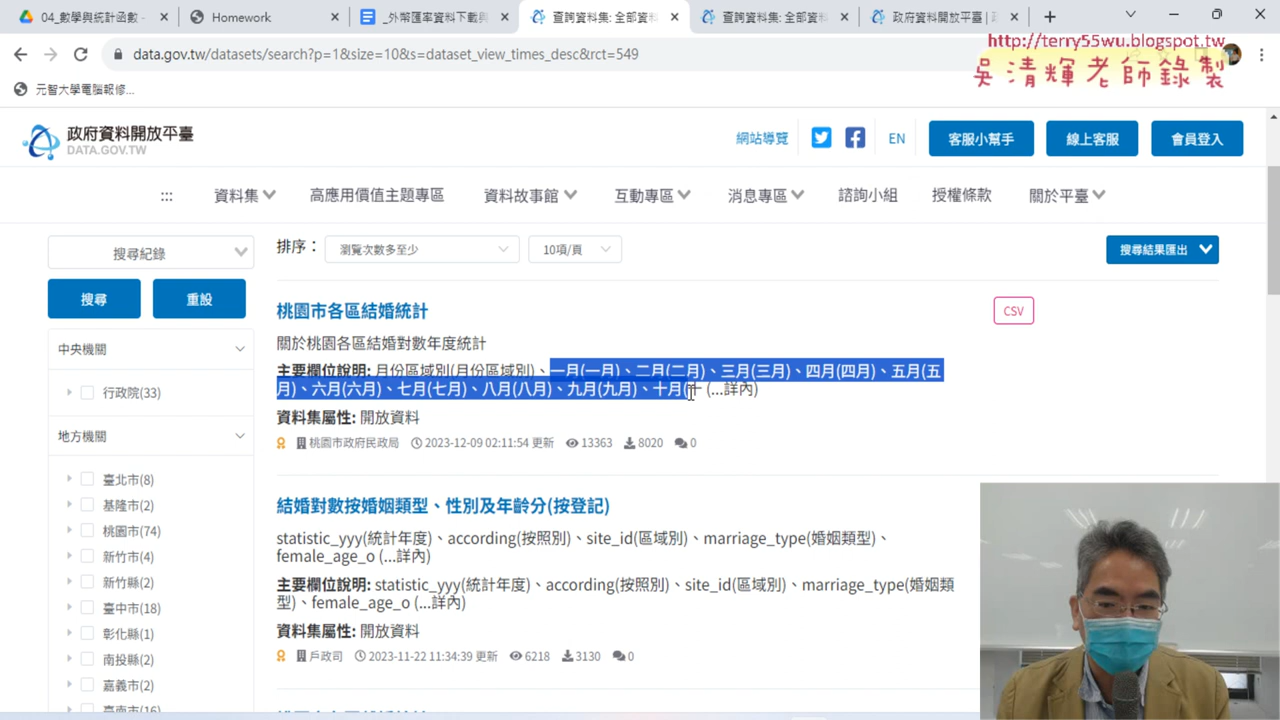 04_數學與統計函數 -
Homework
_外幣匯率資料下載與
查詢資料集: 全部資料
查詢資料集: 全部資料
政府資料開放平臺 | 政
data.gov.tw/datasets/search?p=1&size=10&s=dataset_view_times_desc&rct=549
http://terry55wu.blogspot.tw
吳清輝老師錄製
元智大學電腦報修...
政府資料開放平臺
DATA.GOV.TW
網站導覽
EN
客服小幫手
線上客服
會員登入
:::
資料集
高應用價值主題專區
資料故事館
互動專區
消息專區
諮詢小組
授權條款
關於平臺
搜尋紀錄
排序：
瀏覽次數多至少
10項/頁
搜尋結果匯出
搜尋
重設
桃園市各區結婚統計
CSV
關於桃園各區結婚對數年度統計
主要欄位說明: 月份區域別(月份區域別)、一月(一月)、二月(二月)、三月(三月)、四月(四月)、五月(五
月)、六月(六月)、七月(七月)、八月(八月)、九月(九月)、十月(十 (...詳內)
資料集屬性: 開放資料
桃園市政府民政局 2023-12-09 02:11:54 更新 13363 8020 0
中央機關
行政院(33)
地方機關
臺北市(8)
基隆市(2)
桃園市(74)
新竹市(4)
新竹縣(2)
臺中市(18)
彰化縣(1)
南投縣(2)
嘉義市(2)
臺南市(16)
結婚對數按婚姻類型、性別及年齡分(按登記)
statistic_yyy(統計年度)、according(按照別)、site_id(區域別)、marriage_type(婚姻類型)、
female_age_o (...詳內)
主要欄位說明: statistic_yyy(統計年度)、according(按照別)、site_id(區域別)、marriage_type(婚姻類
型)、female_age_o (...詳內)
資料集屬性: 開放資料
戶政司 2023-11-22 11:34:39 更新 6218 3130 0